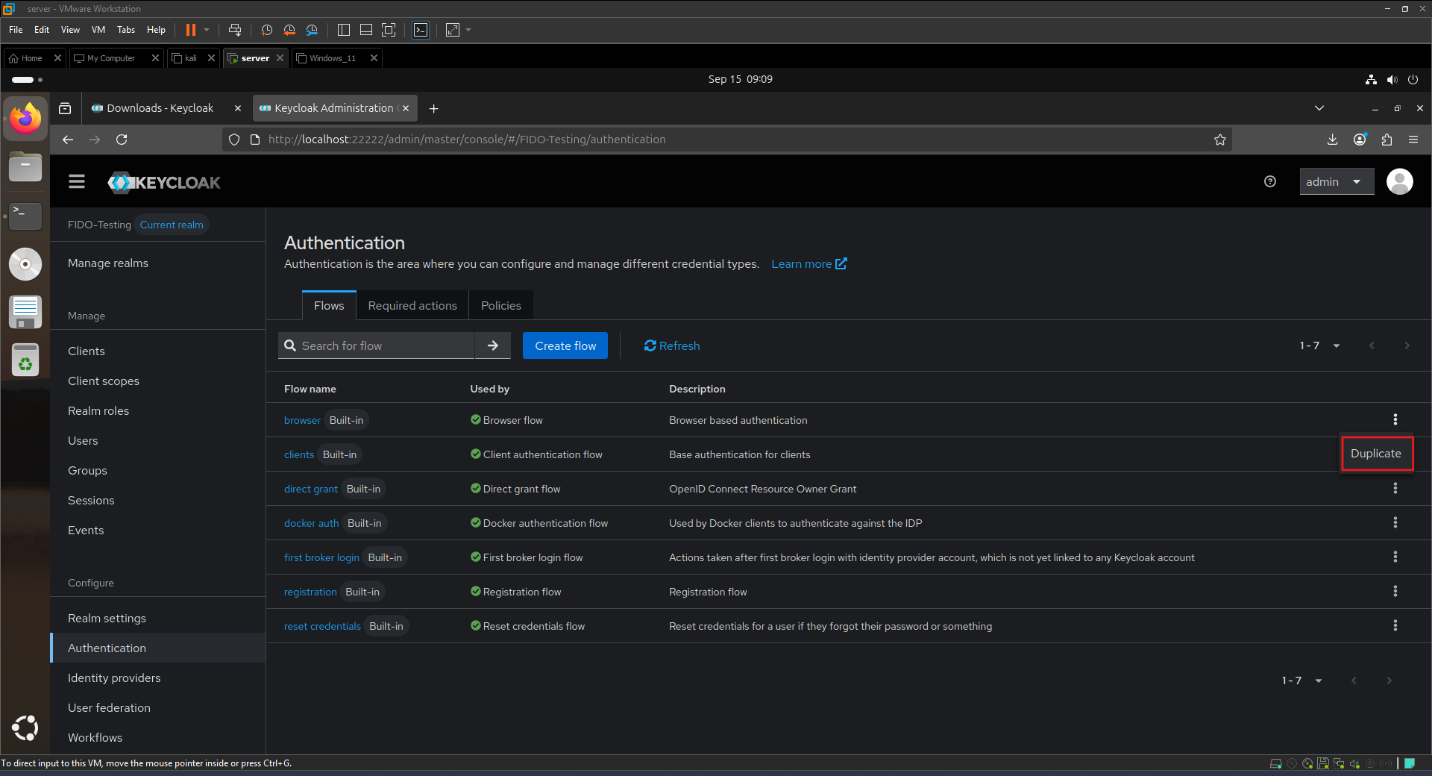 server - VMware Workstation
File Edit View VM Tabs Help
Home My Computer kali server Windows_11
Sep 15 09:09
Downloads - Keycloak Keycloak Administration
http://localhost:22222/admin/master/console/#/FIDO-Testing/authentication
KEYCLOAK
admin
FIDO-Testing Current realm
Manage realms
Manage
Clients
Client scopes
Realm roles
Users
Groups
Sessions
Events
Configure
Realm settings
Authentication
Identity providers
User federation
Workflows
Authentication
Authentication is the area where you can configure and manage different credential types. Learn more
Flows Required actions Policies
Search for flow Create flow Refresh 1 - 7
Flow name Used by Description
browser Built-in Browser flow Browser based authentication
clients Built-in Client authentication flow Base authentication for clients
Duplicate
direct grant Built-in Direct grant flow OpenID Connect Resource Owner Grant
docker auth Built-in Docker authentication flow Used by Docker clients to authenticate against the IDP
first broker login Built-in First broker login flow Actions taken after first broker login with identity provider account, which is not yet linked to any Keycloak account
registration Built-in Registration flow Registration flow
reset credentials Built-in Reset credentials flow Reset credentials for a user if they forgot their password or something
1 - 7
To direct input to this VM, move the mouse pointer inside or press Ctrl+G.